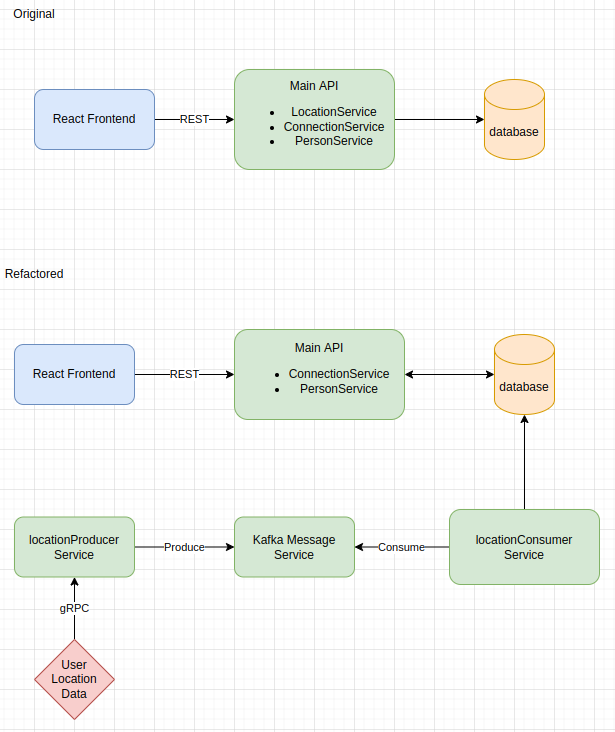 Original
React Frontend
REST
Main API
LocationService
ConnectionService
PersonService
database
Refactored
React Frontend
REST
Main API
ConnectionService
PersonService
database
locationProducer
Service
Produce
Kafka Message
Service
Consume
locationConsumer
Service
gRPC
User
Location
Data